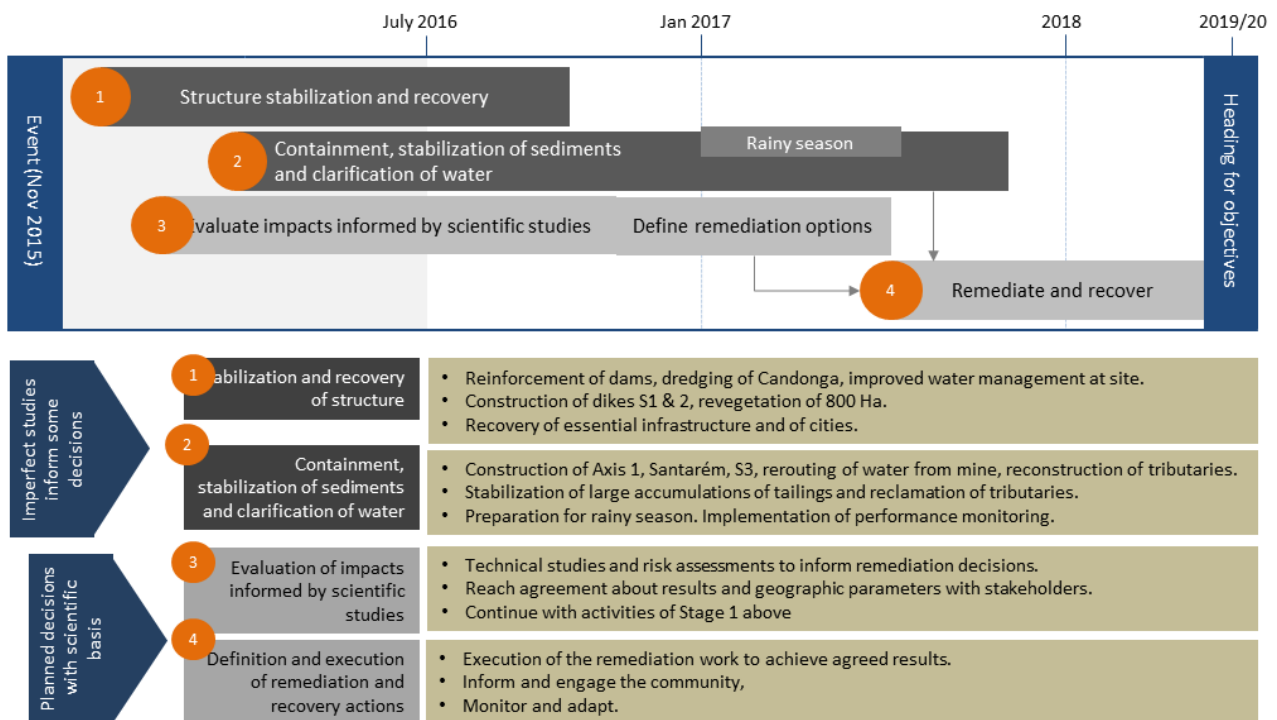 July 2016
Jan 2017
2018
2019/20
Event (Nov 2015)
1
Structure stabilization and recovery
2
Containment, stabilization of sediments
and clarification of water
Rainy season
3
valuate impacts informed by scientific studies
Define remediation options
4
Remediate and recover
Heading for objectives
Imperfect studies
inform some
decisions
1
abilization and recovery
of structure
• Reinforcement of dams, dredging of Candonga, improved water management at site.
• Construction of dikes S1 & 2, revegetation of 800 Ha.
• Recovery of essential infrastructure and of cities.
2
Containment,
stabilization of sediments
and clarification of water
• Construction of Axis 1, Santarém, S3, rerouting of water from mine, reconstruction of tributaries.
• Stabilization of large accumulations of tailings and reclamation of tributaries.
• Preparation for rainy season. Implementation of performance monitoring.
Planned decisions
with scientific
basis
3
Evaluation of impacts
informed by scientific
studies
• Technical studies and risk assessments to inform remediation decisions.
• Reach agreement about results and geographic parameters with stakeholders.
• Continue with activities of Stage 1 above
4
Definition and execution
of remediation and
recovery actions
• Execution of the remediation work to achieve agreed results.
• Inform and engage the community,
• Monitor and adapt.